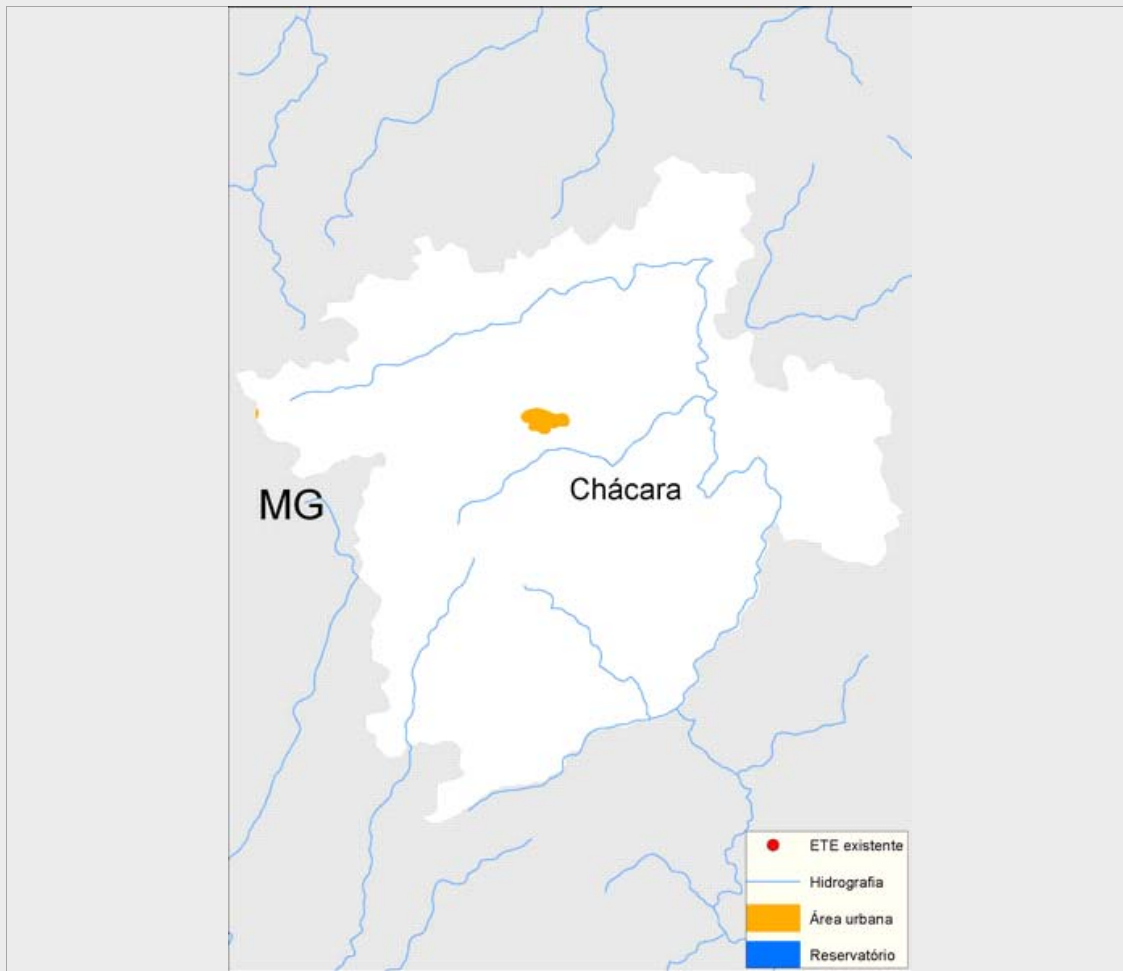 Chácara
MG
ETE existente
Hidrografia
Área urbana
Reservatório